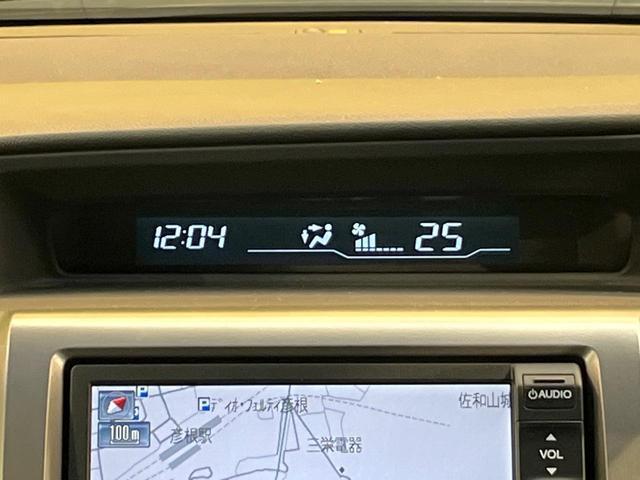 12:04 25
AUDIO
VOL
P ディオ・フェルティ彦根
佐和山城
P
100m
彦根駅
三栄電器